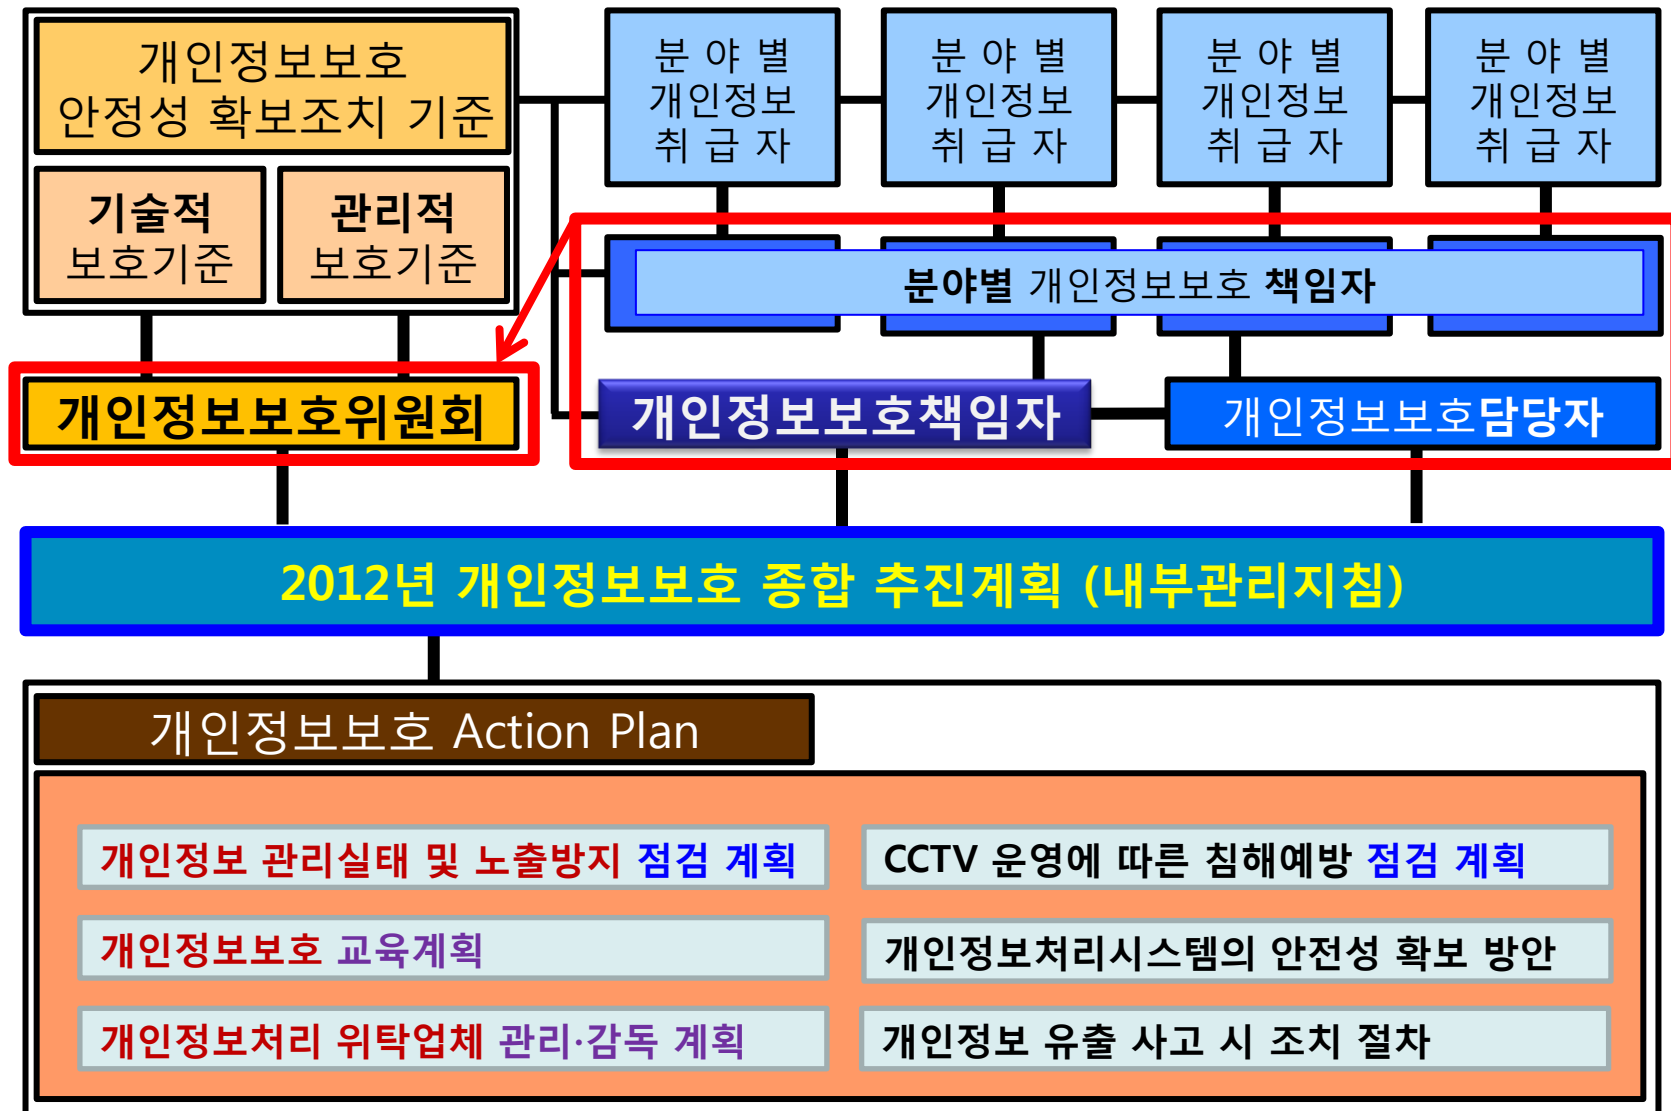 개인정보보호
안정성 확보조치 기준
기술적
보호기준
관리적
보호기준
분 야 별
개인정보
취 급 자
분 야 별
개인정보
취 급 자
분 야 별
개인정보
취 급 자
분 야 별
개인정보
취 급 자
분야별 개인정보보호 책임자
개인정보보호위원회
개인정보보호책임자
개인정보보호담당자
2012년 개인정보보호 종합 추진계획 (내부관리지침)
개인정보보호 Action Plan
개인정보 관리실태 및 노출방지 점검 계획
CCTV 운영에 따른 침해예방 점검 계획
개인정보보호 교육계획
개인정보처리시스템의 안전성 확보 방안
개인정보처리 위탁업체 관리·감독 계획
개인정보 유출 사고 시 조치 절차